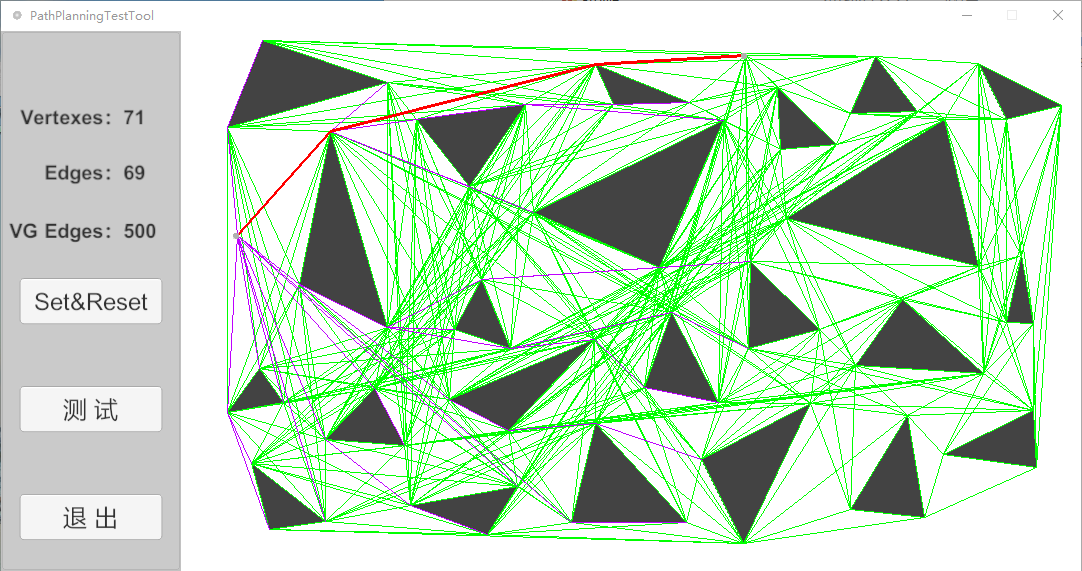 PathPlanningTestTool
Vertexes: 71
Edges: 69
VG Edges: 500
Set&Reset
测 试
退 出